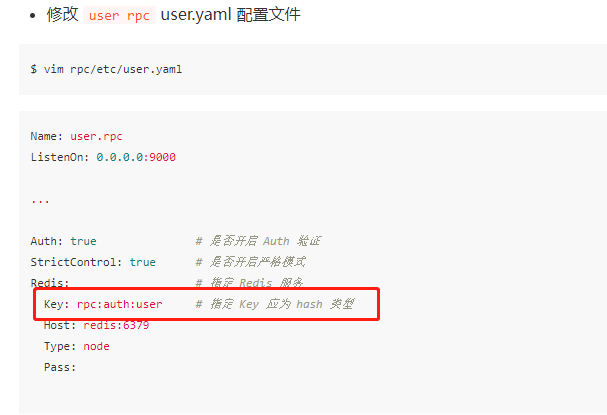 • 修改 user rpc user.yaml 配置文件
$ vim rpc/etc/user.yaml
Name: user.rpc
ListenOn: 0.0.0.0:9000
...
Auth: true # 是否开启 Auth 验证
StrictControl: true # 是否开启严格模式
Redis: # 指定 Redis 服务
Key: rpc:auth:user # 指定 Key 应为 hash 类型
Host: redis:6379
Type: node
Pass: